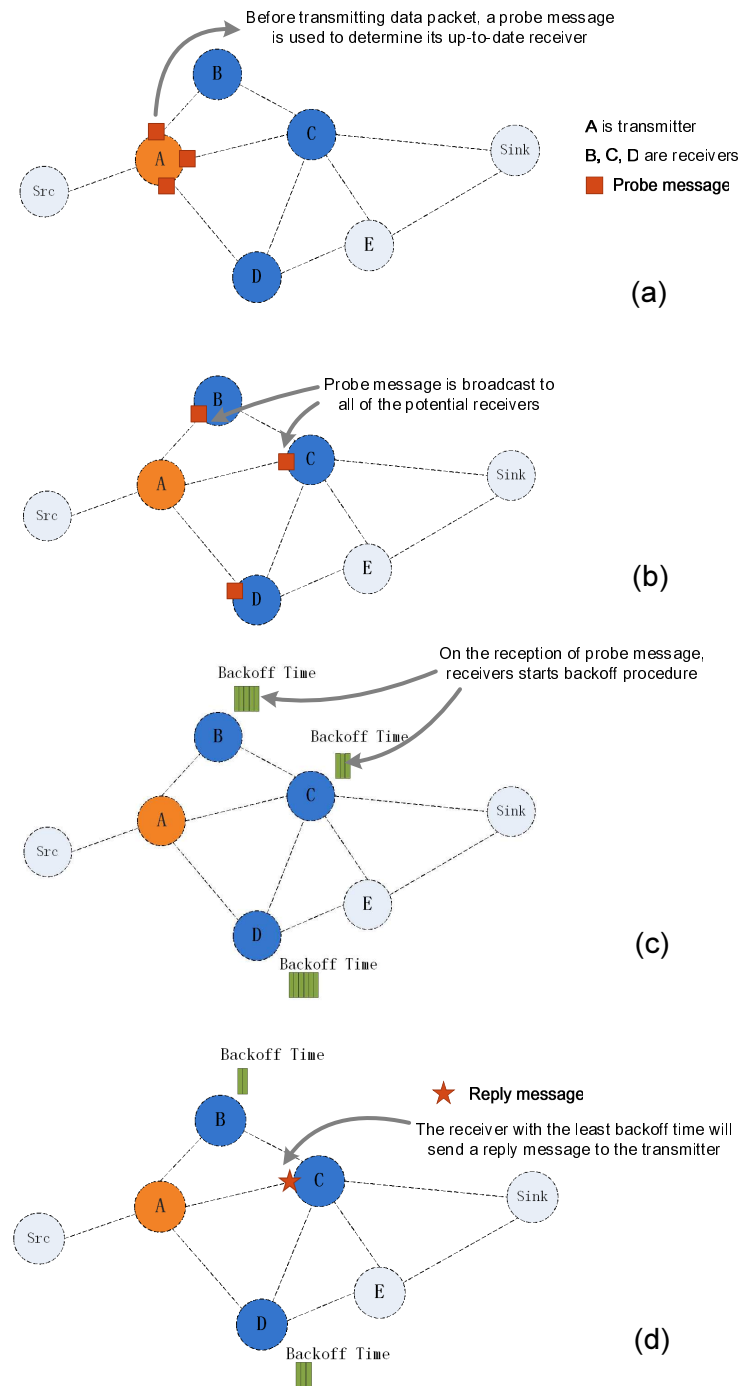 Before transmitting data packet, a probe message
is used to determine its up-to-date receiver
B
C
A
Src
Sink
D
E
A is transmitter
B, C, D are receivers
Probe message
(a)
Probe message is broadcast to
all of the potential receivers
B
C
A
Src
Sink
D
E
(b)
On the reception of probe message,
receivers starts backoff procedure
Backoff Time
B
Backoff Time
C
A
Src
Sink
E
D
Backoff Time
(c)
Backoff Time
B
Reply message
The receiver with the least backoff time will
send a reply message to the transmitter
C
A
Src
Sink
E
D
Backoff Time
(d)